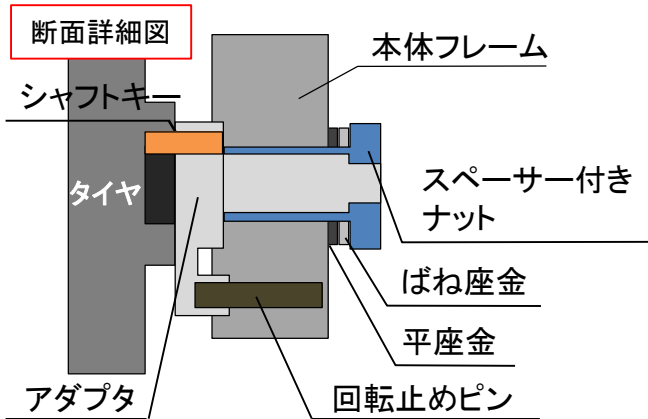 断面詳細図
本体フレーム
シャフトキー
タイヤ
スペーサー付き
ナット
ばね座金
平座金
アダプタ
回転止めピン